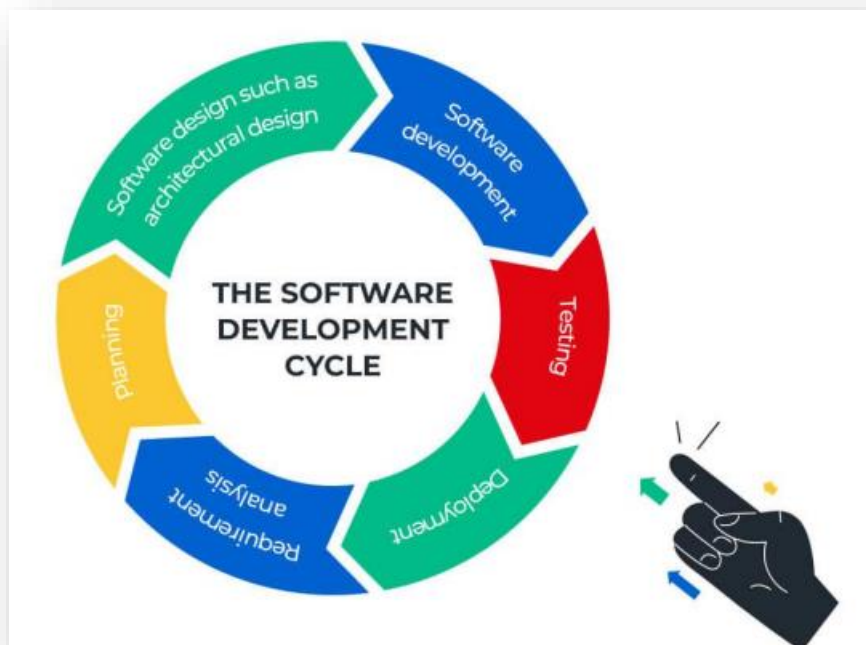 THE SOFTWARE
DEVELOPMENT
CYCLE
Software design such as
architectural design
Software
development
Testing
Deployment
Requirement
analysis
planning